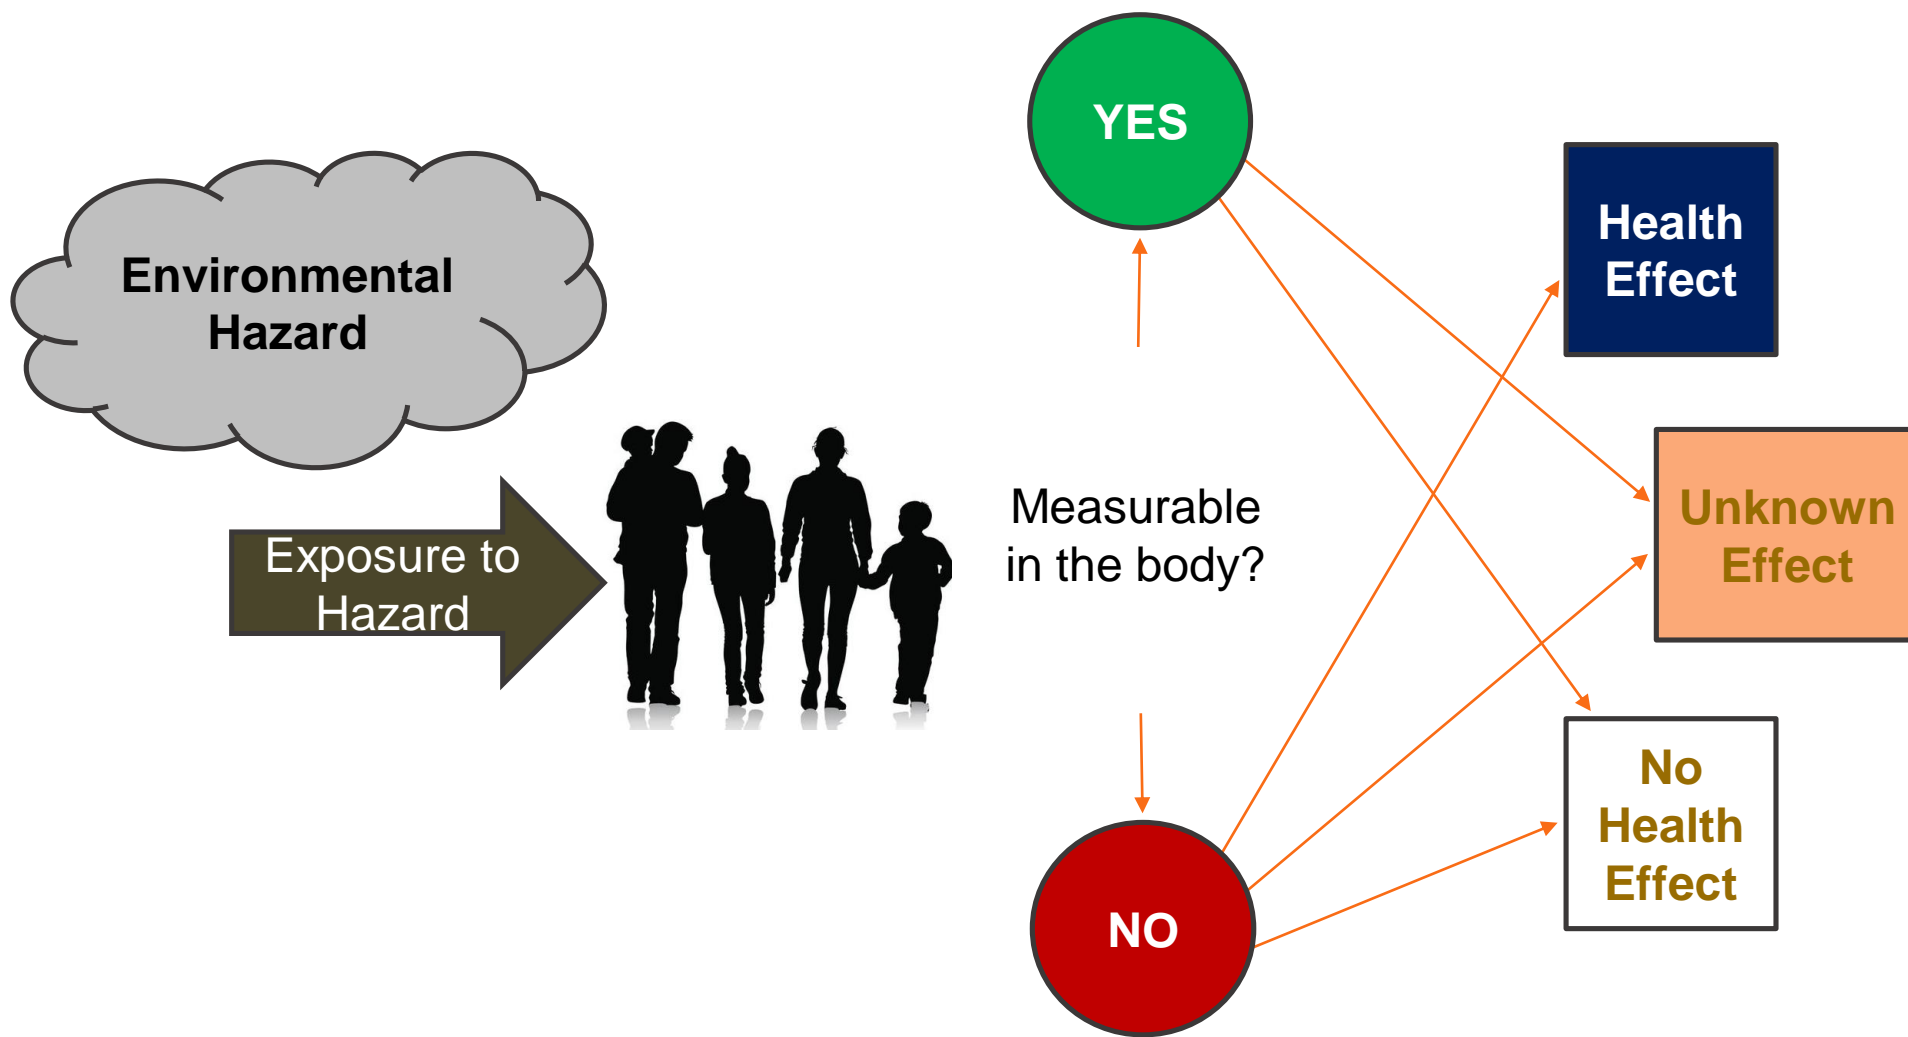 Environmental
Hazard
Exposure to
Hazard
Measurable
in the body?
YES
NO
Health
Effect
Unknown
Effect
No
Health
Effect